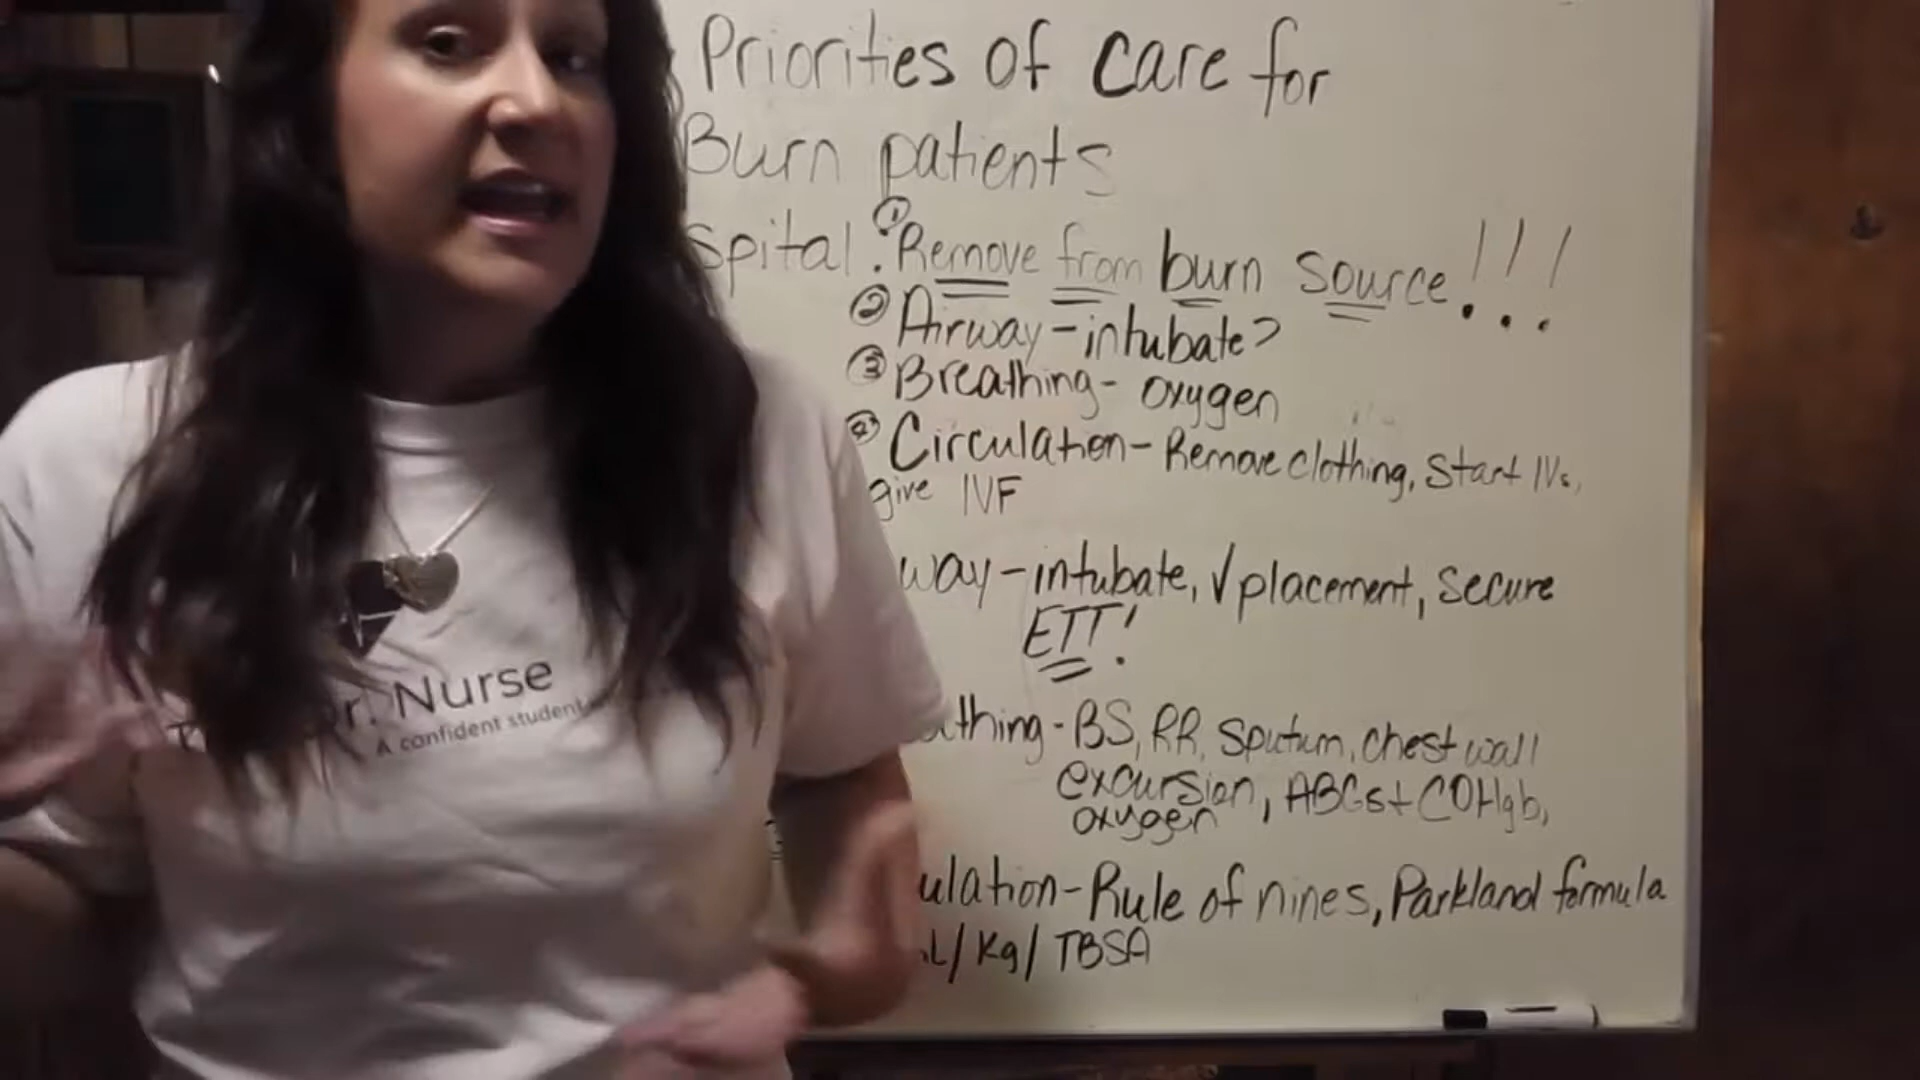 Priorities of care for
Burn patients
spital: ① Remove from burn source!!!
② Airway - intubate?
③ Breathing - oxygen
④ Circulation - Remove clothing, Start IVs,
give IVF
way - intubate, √ placement, secure
ETT!
thing - BS, RR, Sputum, chest wall
excursion, ABGs + COHgb,
oxygen
ulation - Rule of nines, Parkland formula
L/kg/TBSA
r. Nurse
A confident student